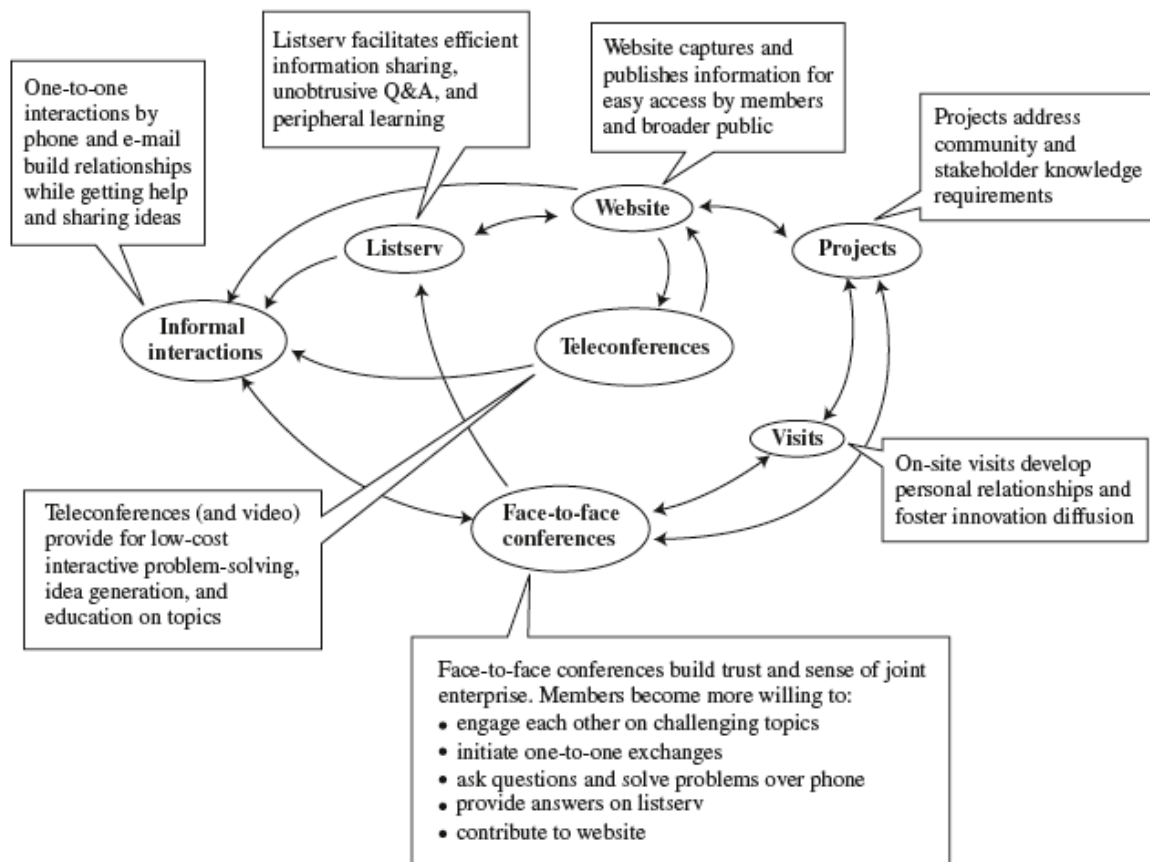 One-to-one
interactions by
phone and e-mail
build relationships
while getting help
and sharing ideas
Listserv facilitates efficient
information sharing,
unobtrusive Q&A, and
peripheral learning
Website captures and
publishes information for
easy access by members
and broader public
Projects address
community and
stakeholder knowledge
requirements
Website
Listserv
Projects
Informal
interactions
Teleconferences
Visits
On-site visits develop
personal relationships and
foster innovation diffusion
Face-to-face
conferences
Teleconferences (and video)
provide for low-cost
interactive problem-solving,
idea generation, and
education on topics
Face-to-face conferences build trust and sense of joint
enterprise. Members become more willing to:
• engage each other on challenging topics
• initiate one-to-one exchanges
• ask questions and solve problems over phone
• provide answers on listserv
• contribute to website